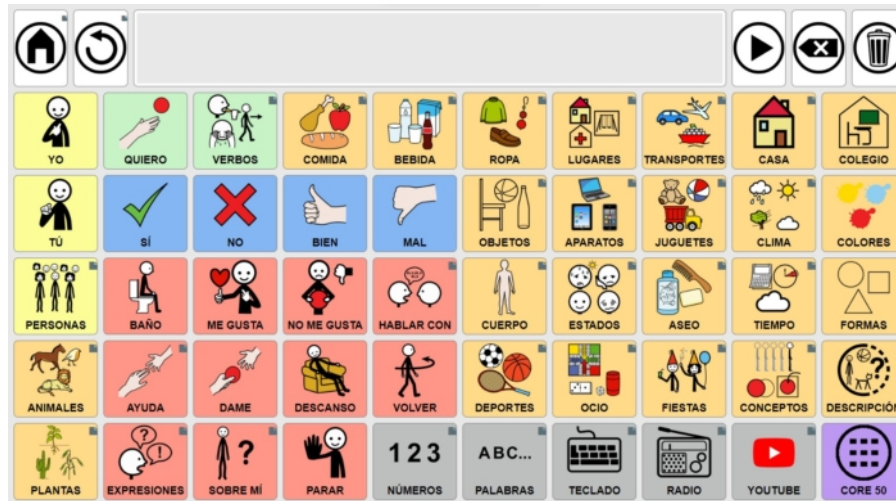 YO
QUIERO
VERBOS
COMIDA
BEBIDA
ROPA
LUGARES
TRANSPORTES
CASA
COLEGIO
TÚ
SÍ
NO
BIEN
MAL
OBJETOS
APARATOS
JUGUETES
CLIMA
COLORES
PERSONAS
BAÑO
ME GUSTA
NO ME GUSTA
HABLAR CON
CUERPO
ESTADOS
ASEO
TIEMPO
FORMAS
ANIMALES
AYUDA
DAME
DESCANSO
VOLVER
DEPORTES
OCIO
FIESTAS
CONCEPTOS
DESCRIPCIÓN
PLANTAS
EXPRESIONES
SOBRE MÍ
PARAR
1 2 3
NÚMEROS
ABC...
PALABRAS
TECLADO
RADIO
YOUTUBE
CORE 50